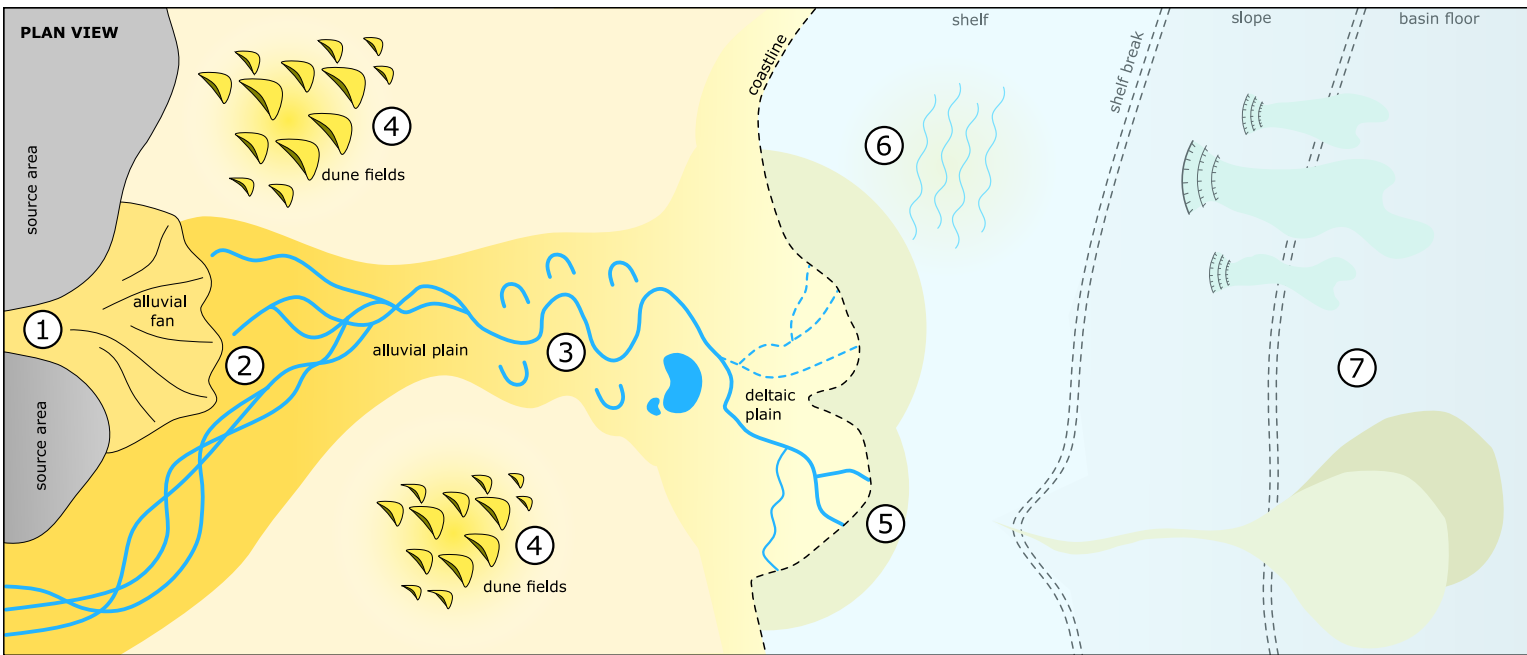 PLAN VIEW
shelf
slope
basin floor
coastline
shelf break
source area
4
dune fields
6
alluvial
fan
1
2
alluvial plain
3
7
deltaic
plain
source area
5
4
dune fields